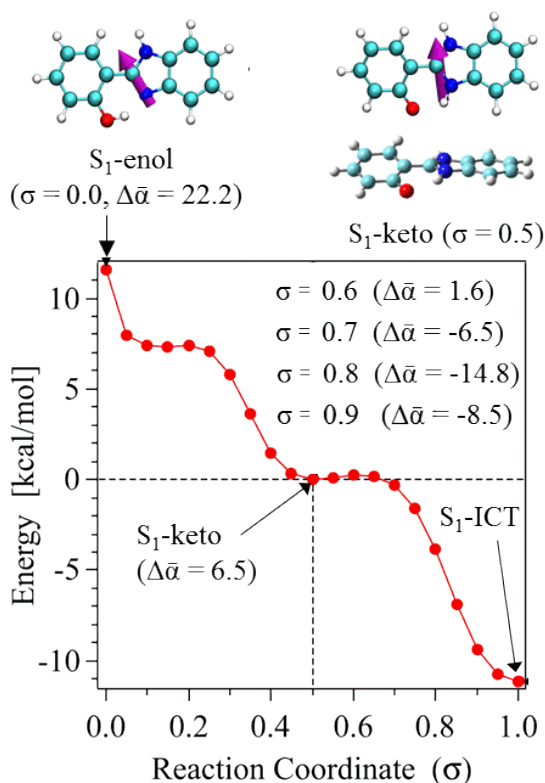 S₁-enol
(σ = 0.0, Δᾱ = 22.2)
S₁-keto (σ = 0.5)
σ = 0.6 (Δᾱ = 1.6)
σ = 0.7 (Δᾱ = -6.5)
σ = 0.8 (Δᾱ = -14.8)
σ = 0.9 (Δᾱ = -8.5)
S₁-keto
(Δᾱ = 6.5)
S₁-ICT
Energy [kcal/mol]
10
5
0
-5
-10
0.0 0.2 0.4 0.6 0.8 1.0
Reaction Coordinate (σ)